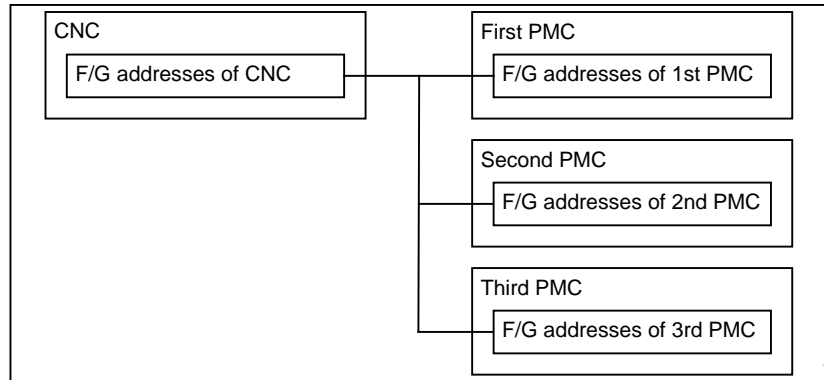 CNC
F/G addresses of CNC
First PMC
F/G addresses of 1st PMC
Second PMC
F/G addresses of 2nd PMC
Third PMC
F/G addresses of 3rd PMC